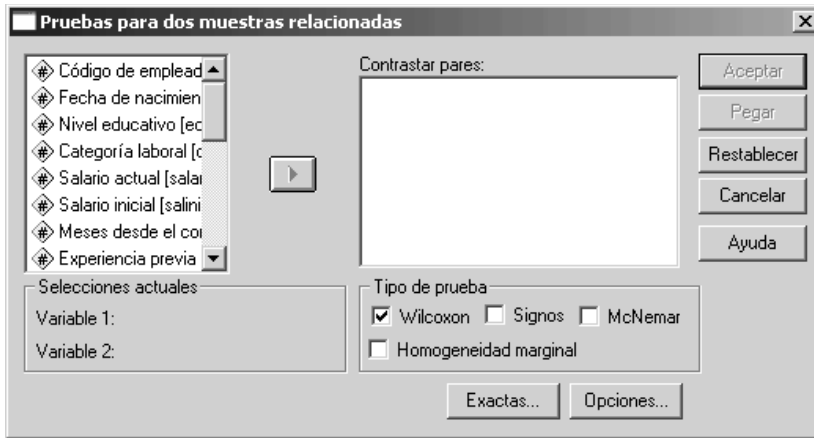 Pruebas para dos muestras relacionadas
Código de emplead
Fecha de nacimien
Nivel educativo [ec
Categoría laboral [c
Salario actual [salar
Salario inicial [salini
Meses desde el cor
Experiencia previa
Contrastar pares:
Aceptar
Pegar
Restablecer
Cancelar
Ayuda
Selecciones actuales
Variable 1:
Variable 2:
Tipo de prueba
Wilcoxon Signos McNemar
Homogeneidad marginal
Exactas... Opciones...